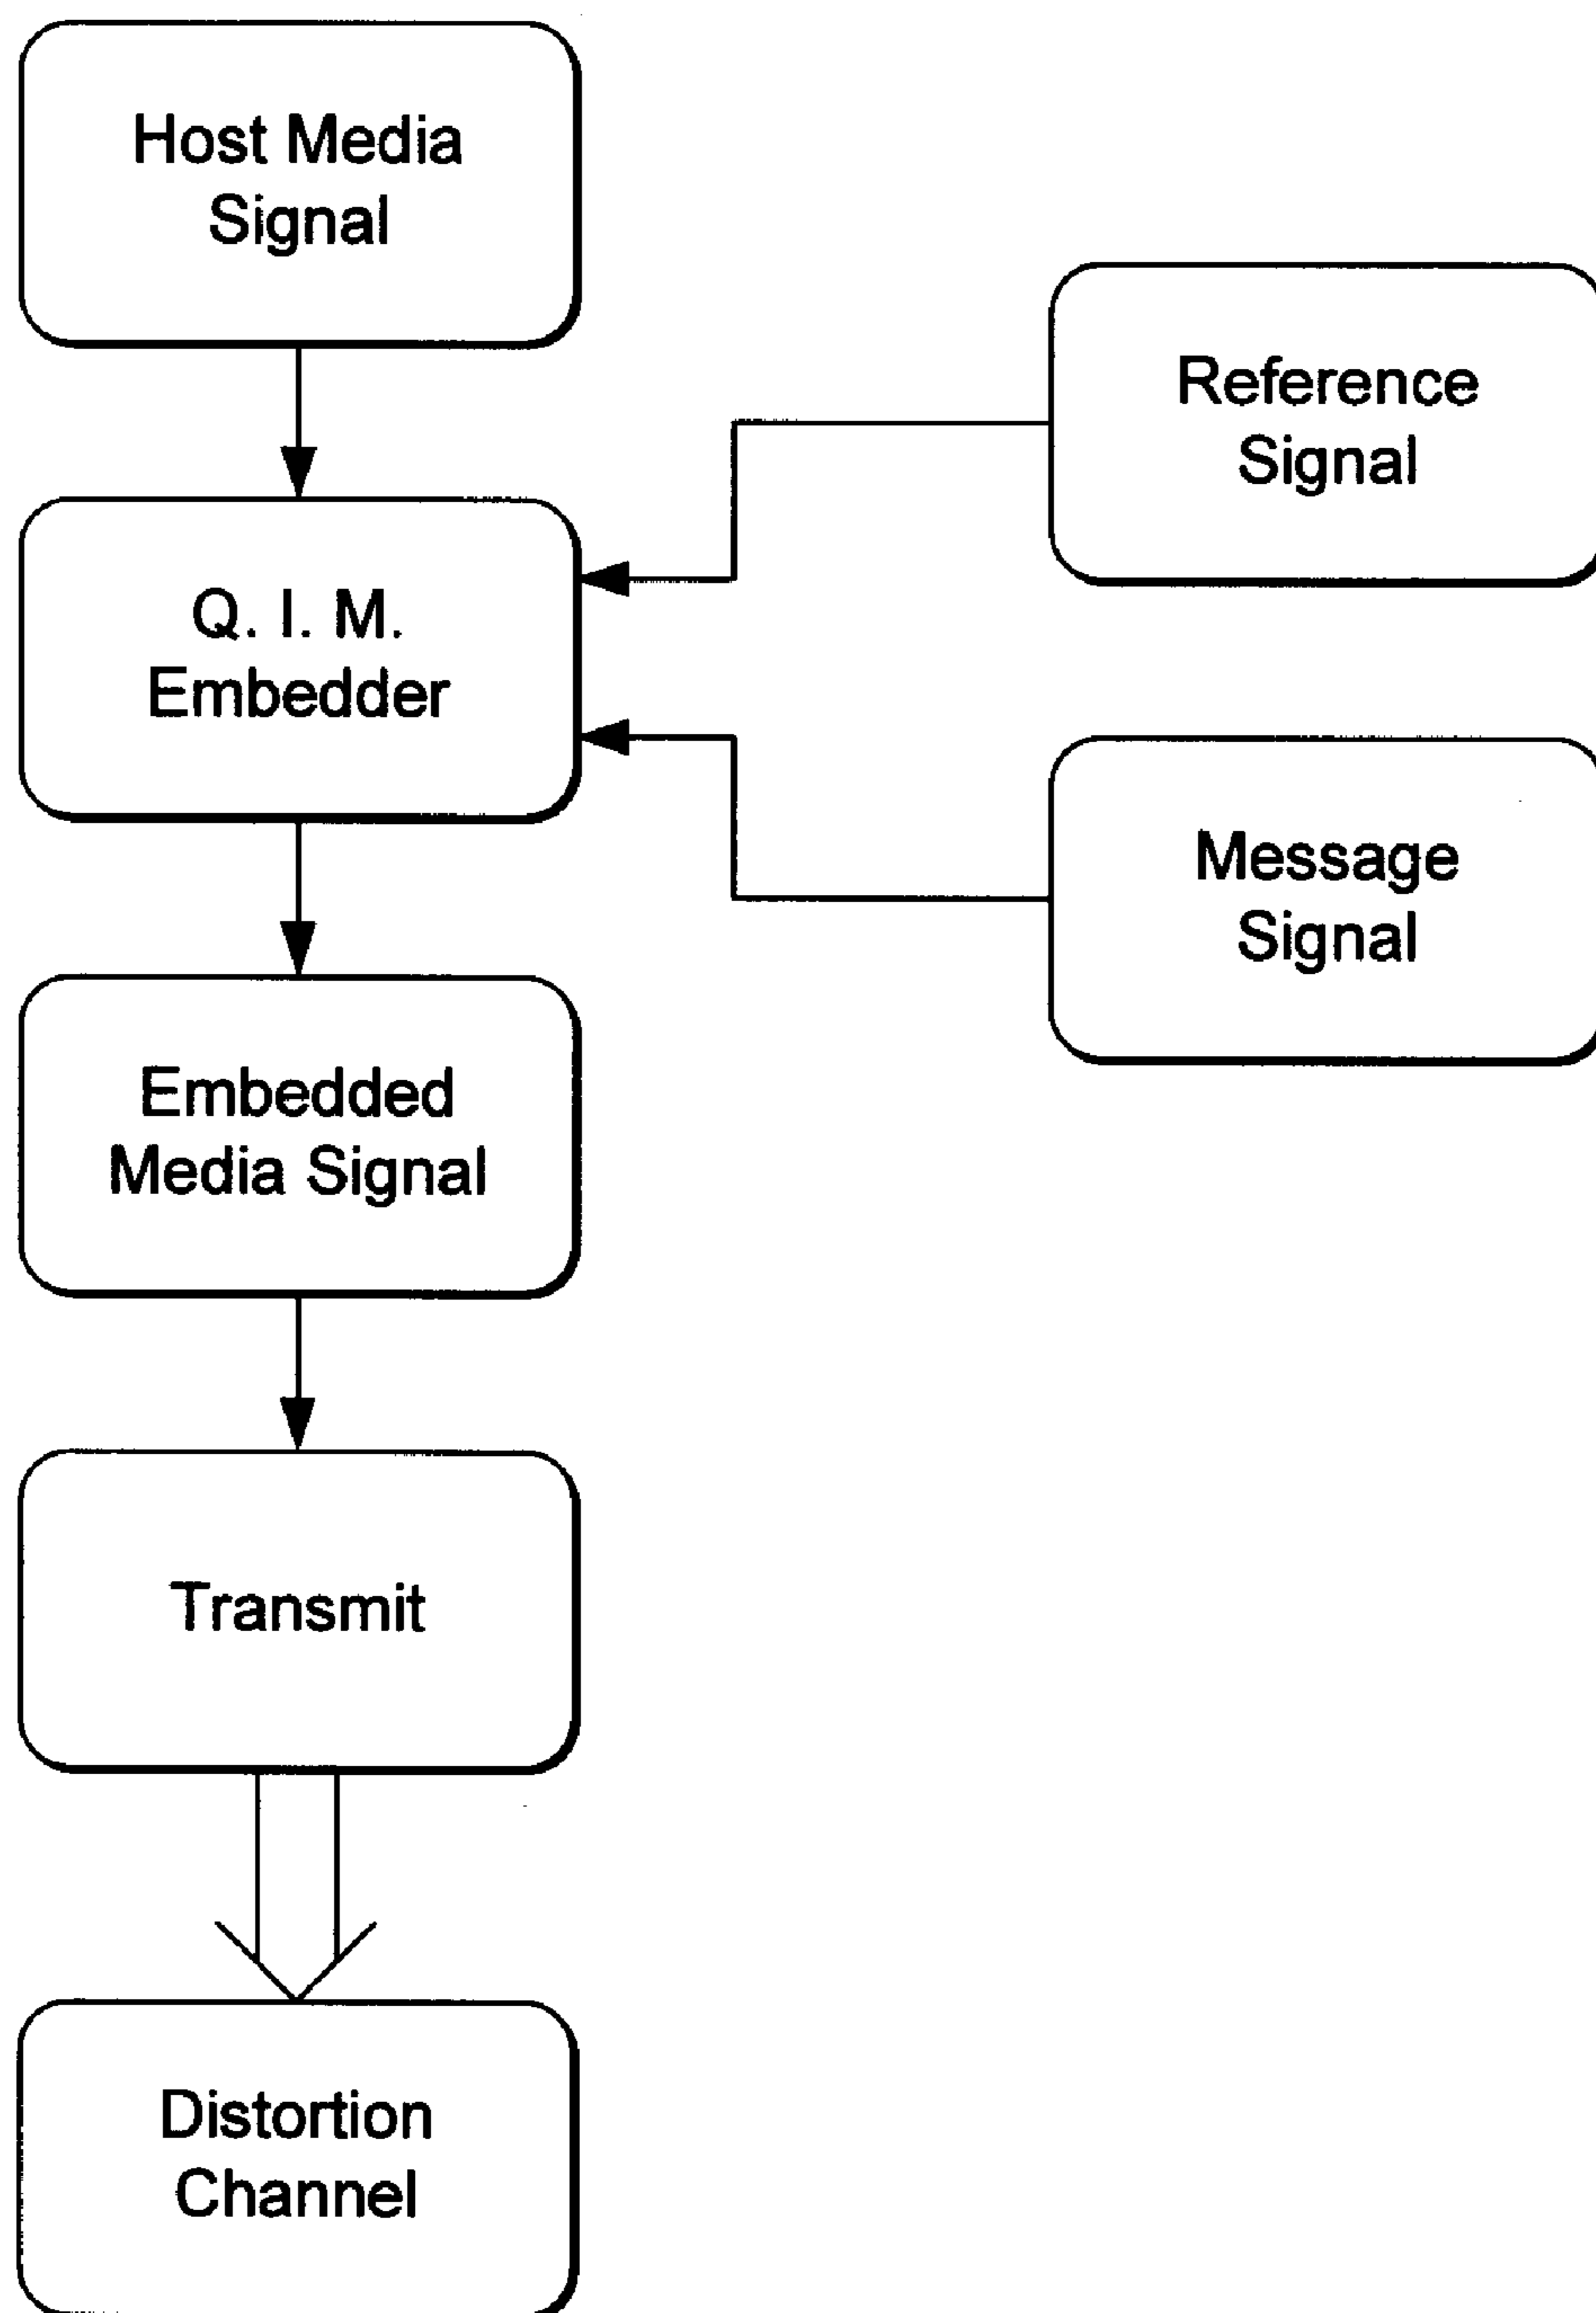 Host Media
Signal
Reference
Signal
Q. I. M.
Embedder
Message
Signal
Embedded
Media Signal
Transmit
Distortion
Channel